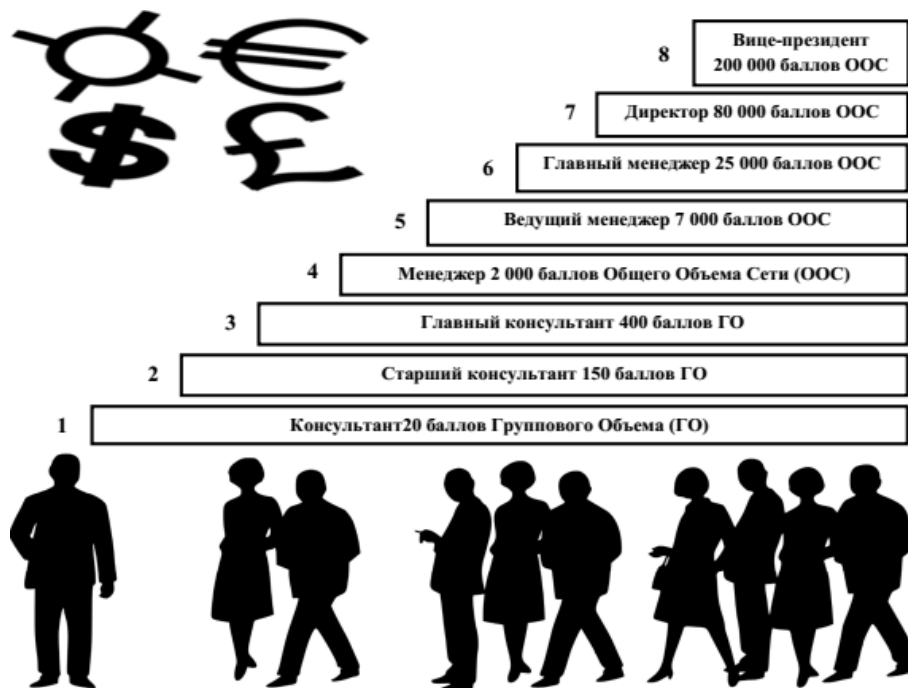 8
Вице-президент
200 000 баллов ООС
7
Директор 80 000 баллов ООС
6
Главный менеджер 25 000 баллов ООС
5
Ведущий менеджер 7 000 баллов ООС
4
Менеджер 2 000 баллов Общего Объема Сети (ООС)
3
Главный консультант 400 баллов ГО
2
Старший консультант 150 баллов ГО
1
Консультант20 баллов Группового Объема (ГО)